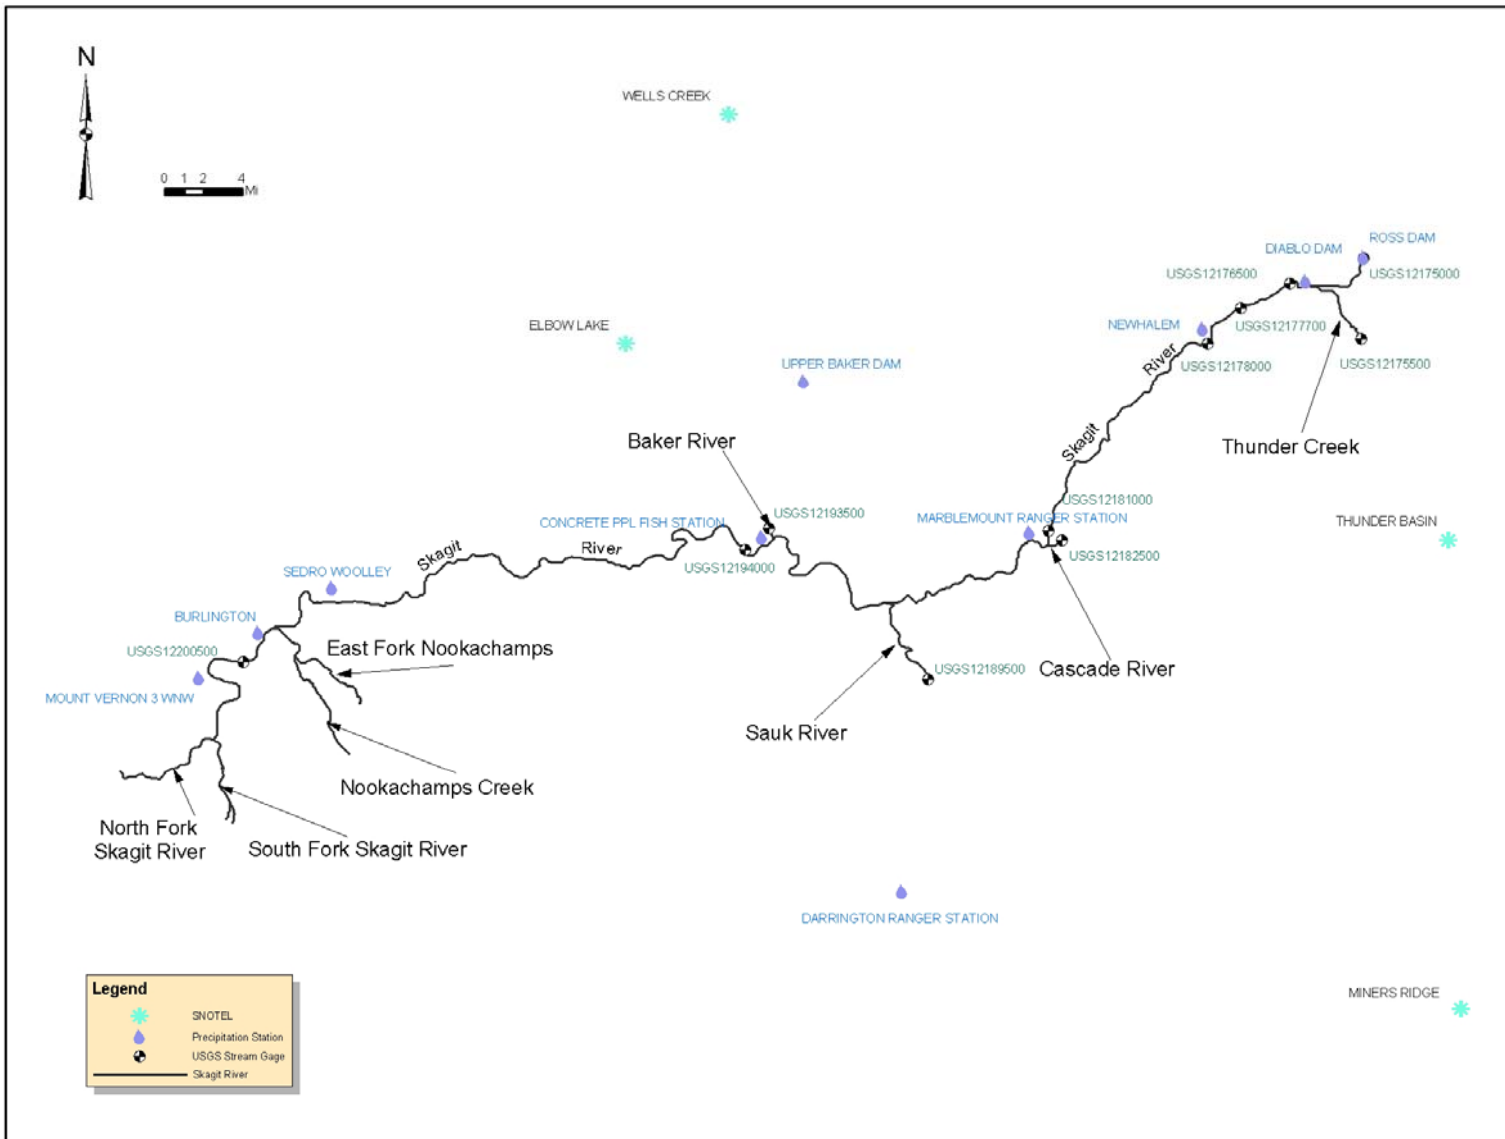 N
WELLS CREEK
0 1 2 4
Mi
ROSS DAM
DIABLO DAM
USGS12176500
USGS12175000
ELBOW LAKE
NEWHALEM
USGS12177700
UPPER BAKER DAM
River
USGS12178000
USGS12175500
Baker River
Skagit
Thunder Creek
USGS12181000
USGS12193500
CONCRETE PPL FISH STATION
MARBLEMOUNT RANGER STATION
THUNDER BASIN
Skagit
River
USGS12182500
USGS12194000
SEDRO WOOLLEY
BURLINGTON
East Fork Nookachamps
USGS12200500
USGS12189500
Cascade River
MOUNT VERNON 3 WNW
Sauk River
Nookachamps Creek
North Fork
Skagit River
South Fork Skagit River
DARRINGTON RANGER STATION
MINERS RIDGE
Legend
SNOTEL
Precipitation Station
USGS Stream Gage
Skagit River